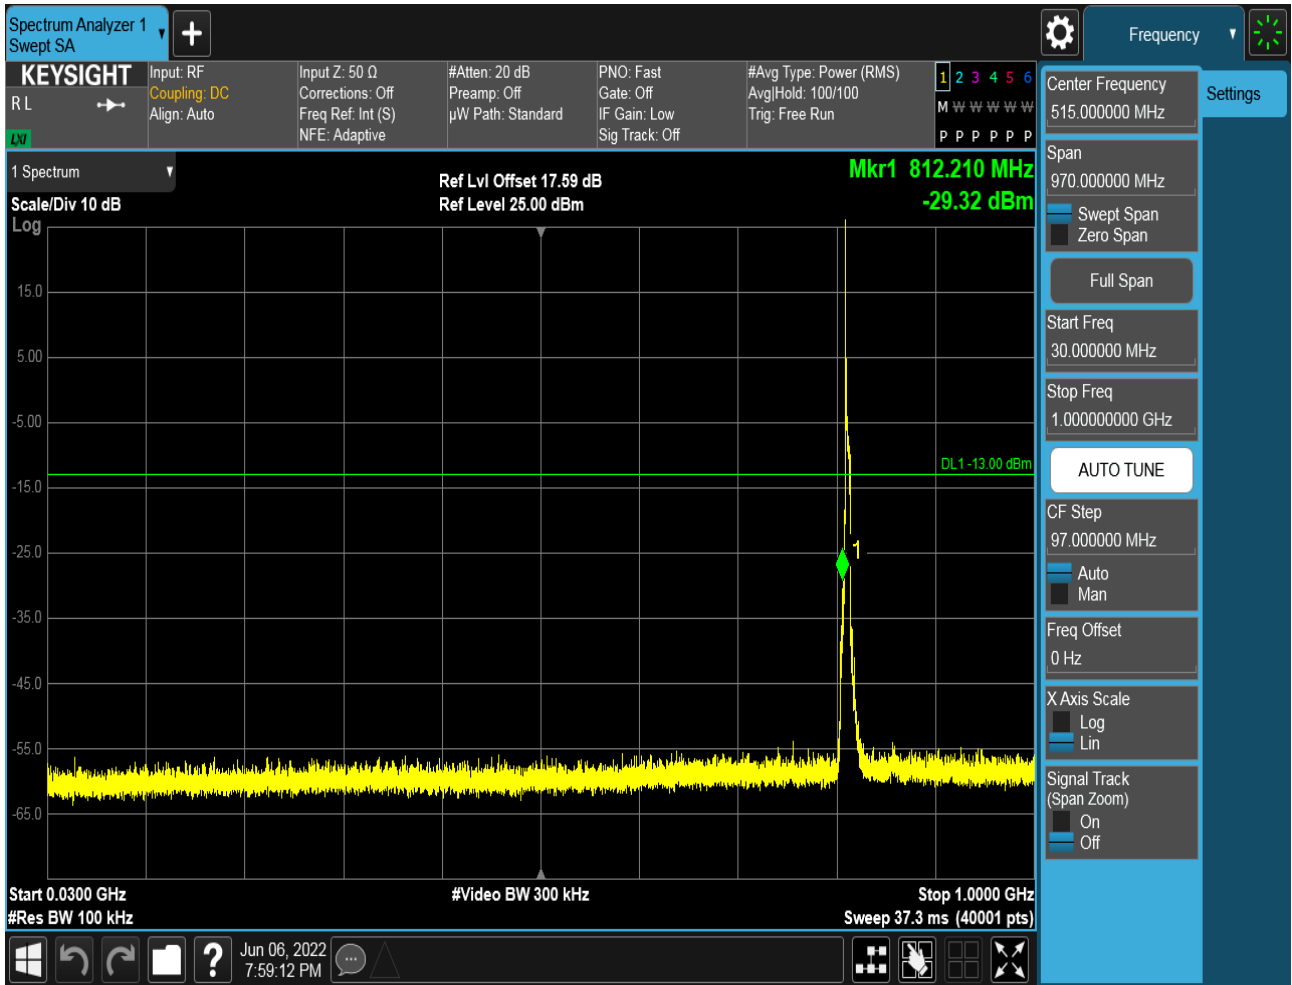 Spectrum Analyzer 1
Swept SA
Frequency
KEYSIGHT
R L
LXI
Input: RF
Coupling: DC
Align: Auto
Input Z: 50 Ω
Corrections: Off
Freq Ref: Int (S)
NFE: Adaptive
#Atten: 20 dB
Preamp: Off
µW Path: Standard
PNO: Fast
Gate: Off
IF Gain: Low
Sig Track: Off
#Avg Type: Power (RMS)
Avg|Hold: 100/100
Trig: Free Run
1 2 3 4 5 6
M W W W W W
P P P P P P
1 Spectrum
Scale/Div 10 dB
Log
Ref Lvl Offset 17.59 dB
Ref Level 25.00 dBm
Mkr1 812.210 MHz
-29.32 dBm
15.0
5.00
-5.00
DL1 -13.00 dBm
-15.0
-25.0
1
-35.0
-45.0
-55.0
-65.0
Start 0.0300 GHz
#Res BW 100 kHz
#Video BW 300 kHz
Stop 1.0000 GHz
Sweep 37.3 ms (40001 pts)
?
Jun 06, 2022
7:59:12 PM
Center Frequency
515.000000 MHz
Span
970.000000 MHz
Swept Span
Zero Span
Full Span
Start Freq
30.000000 MHz
Stop Freq
1.000000000 GHz
AUTO TUNE
CF Step
97.000000 MHz
Auto
Man
Freq Offset
0 Hz
X Axis Scale
Log
Lin
Signal Track
(Span Zoom)
On
Off
Settings